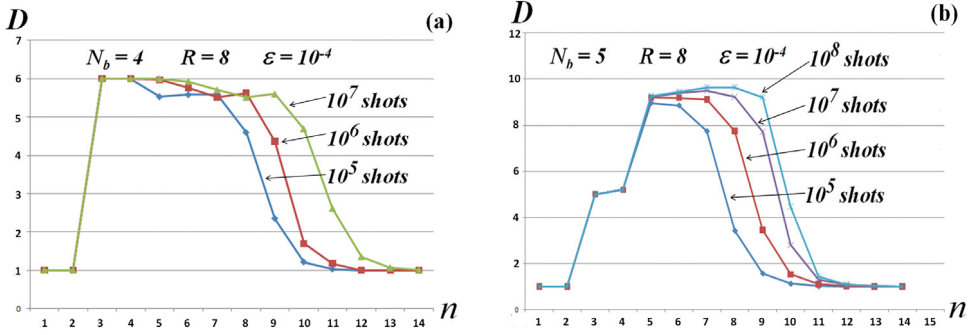 D (a)
N_b = 4 R = 8 ε = 10^-4
10^7 shots
10^6 shots
10^5 shots
7
6
5
4
3
2
1
0
1 2 3 4 5 6 7 8 9 10 11 12 13 14
n
D (b)
N_b = 5 R = 8 ε = 10^-4
10^8 shots
10^7 shots
10^6 shots
10^5 shots
12
10
8
6
4
2
0
1 2 3 4 5 6 7 8 9 10 11 12 13 14 15
n